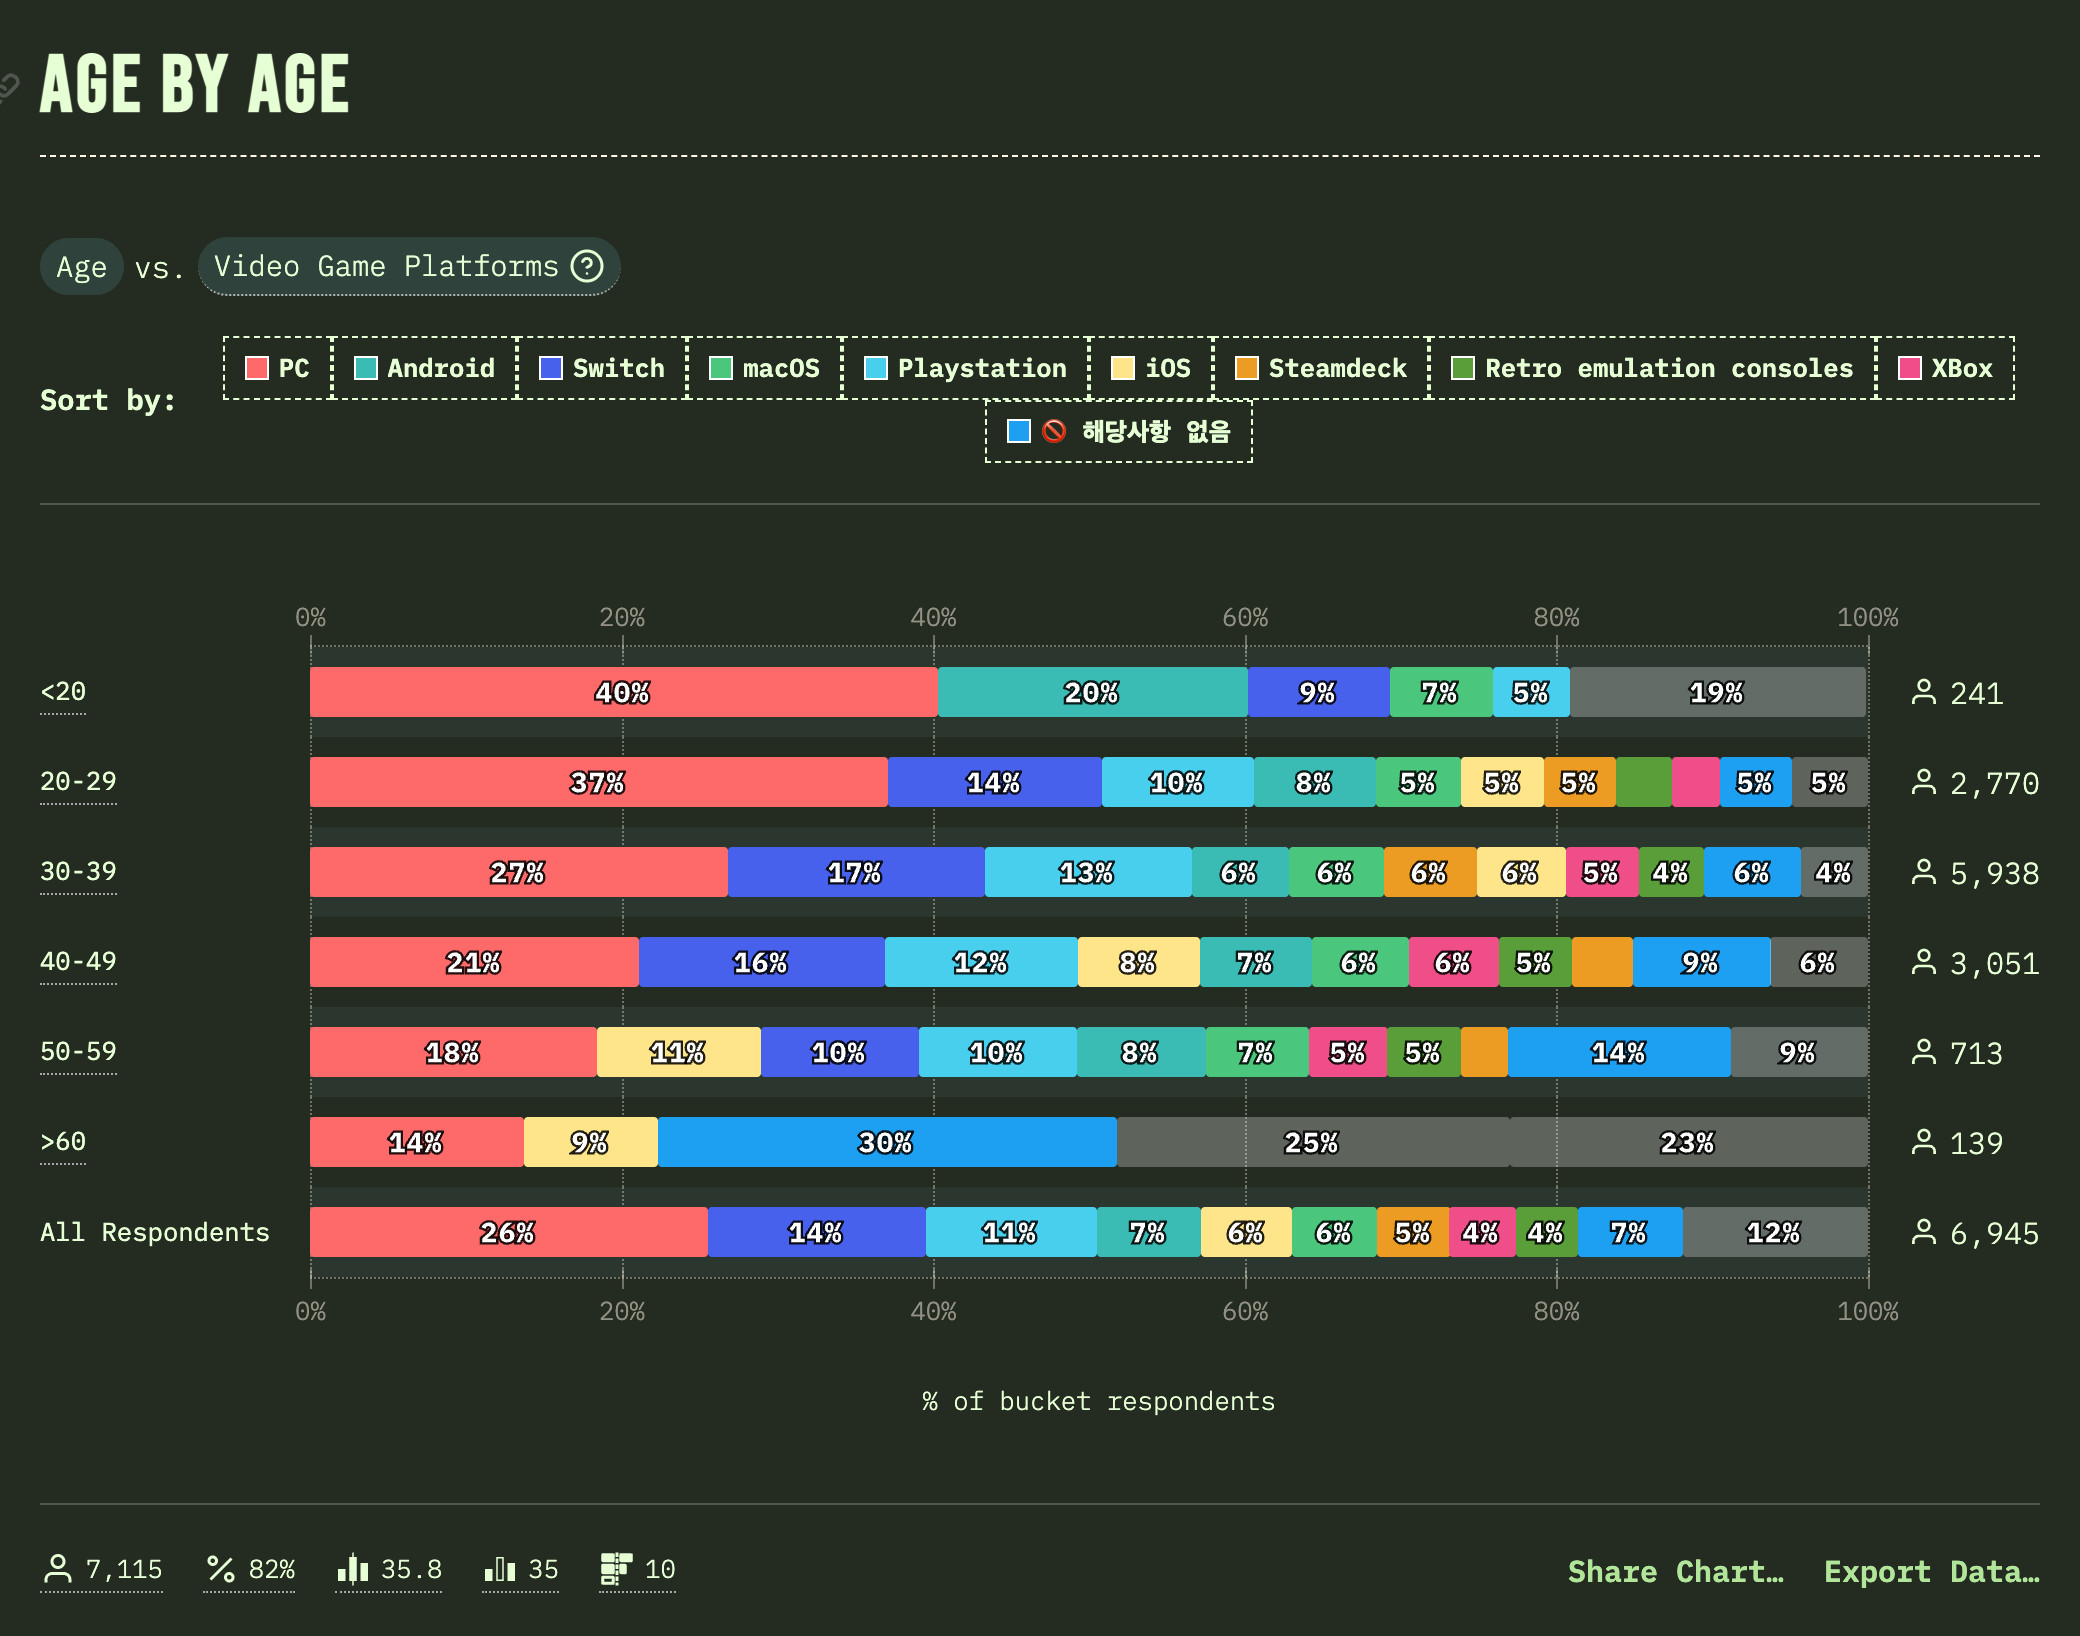 AGE BY AGE
Age vs. Video Game Platforms ?
Sort by:
PC Android Switch macOS Playstation iOS Steamdeck Retro emulation consoles XBox
🚫 해당사항 없음
0% 20% 40% 60% 80% 100%
<20 40% 20% 9% 7% 5% 19% 241
20-29 37% 14% 10% 8% 5% 5% 5% 5% 5% 2,770
30-39 27% 17% 13% 6% 6% 6% 6% 5% 4% 6% 4% 5,938
40-49 21% 16% 12% 8% 7% 6% 6% 5% 9% 6% 3,051
50-59 18% 11% 10% 10% 8% 7% 5% 5% 14% 9% 713
>60 14% 9% 30% 25% 23% 139
All Respondents 26% 14% 11% 7% 6% 6% 5% 4% 4% 7% 12% 6,945
0% 20% 40% 60% 80% 100%
% of bucket respondents
7,115 82% 35.8 35 10 Share Chart… Export Data…